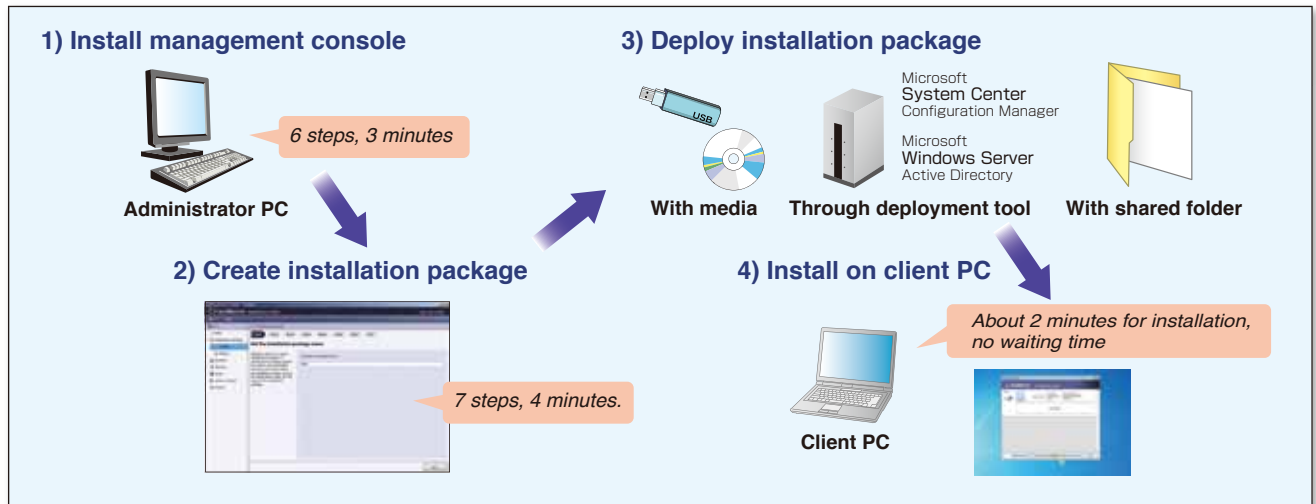 1) Install management console
6 steps, 3 minutes
Administrator PC
2) Create installation package
7 steps, 4 minutes.
3) Deploy installation package
USB
Microsoft
System Center
Configuration Manager
Microsoft
Windows Server
Active Directory
With media
Through deployment tool
With shared folder
4) Install on client PC
About 2 minutes for installation,
no waiting time
Client PC